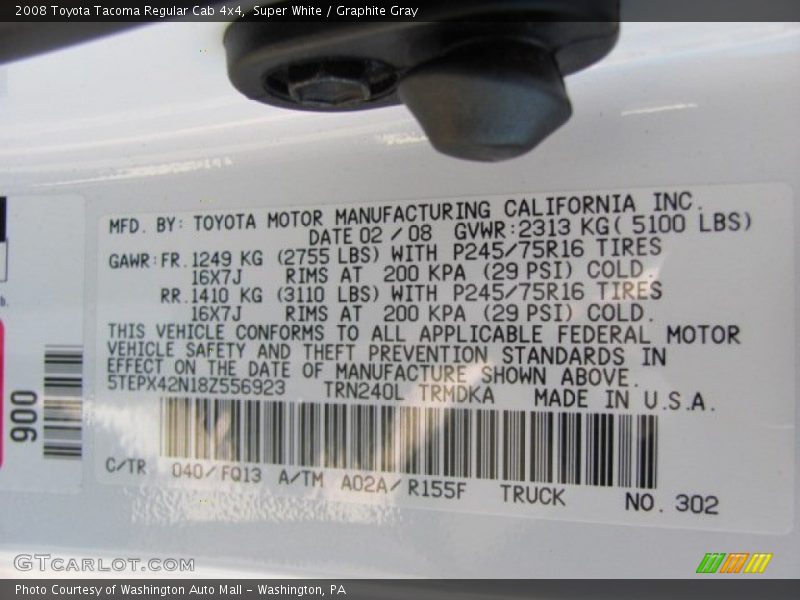 2008 Toyota Tacoma Regular Cab 4x4, Super White / Graphite Gray
MFD. BY: TOYOTA MOTOR MANUFACTURING CALIFORNIA INC.
DATE 02 / 08 GVWR: 2313 KG( 5100 LBS)
GAWR: FR. 1249 KG (2755 LBS) WITH P245/75R16 TIRES
16X7J RIMS AT 200 KPA (29 PSI) COLD.
RR. 1410 KG (3110 LBS) WITH P245/75R16 TIRES
16X7J RIMS AT 200 KPA (29 PSI) COLD.
THIS VEHICLE CONFORMS TO ALL APPLICABLE FEDERAL MOTOR
VEHICLE SAFETY AND THEFT PREVENTION STANDARDS IN
EFFECT ON THE DATE OF MANUFACTURE SHOWN ABOVE.
5TEPX42N18Z556923 TRN240L TRMDKA MADE IN U.S.A.
C/TR 040/FQ13 A/TM A02A/R155F TRUCK NO. 302
900
GTCARLOT.COM
Photo Courtesy of Washington Auto Mall - Washington, PA